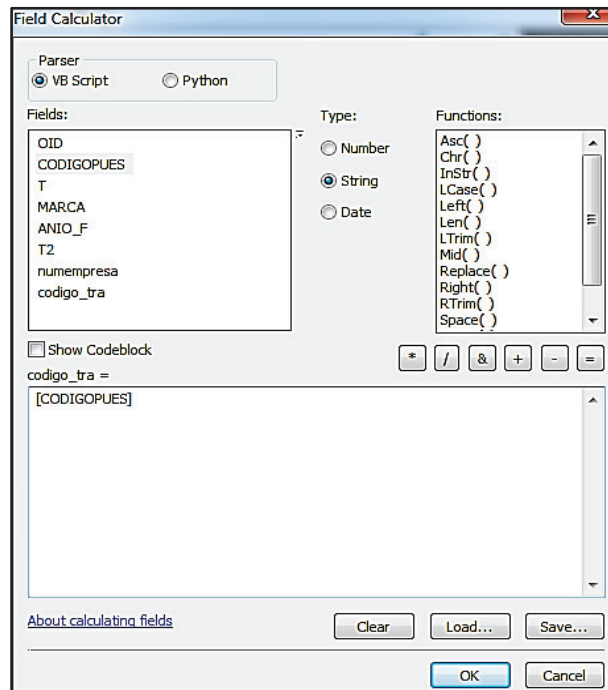 Field Calculator
Parser
VB Script Python
Fields:
Type:
Functions:
OID
CODIGOPUES
T
MARCA
ANIO_F
T2
numempresa
codigo_tra
Number
String
Date
Asc( )
Chr( )
InStr( )
LCase( )
Left( )
Len( )
LTrim( )
Mid( )
Replace( )
Right( )
RTrim( )
Space( )
Show Codeblock
* / & + - =
codigo_tra =
[CODIGOPUES]
About calculating fields
Clear Load... Save...
OK Cancel